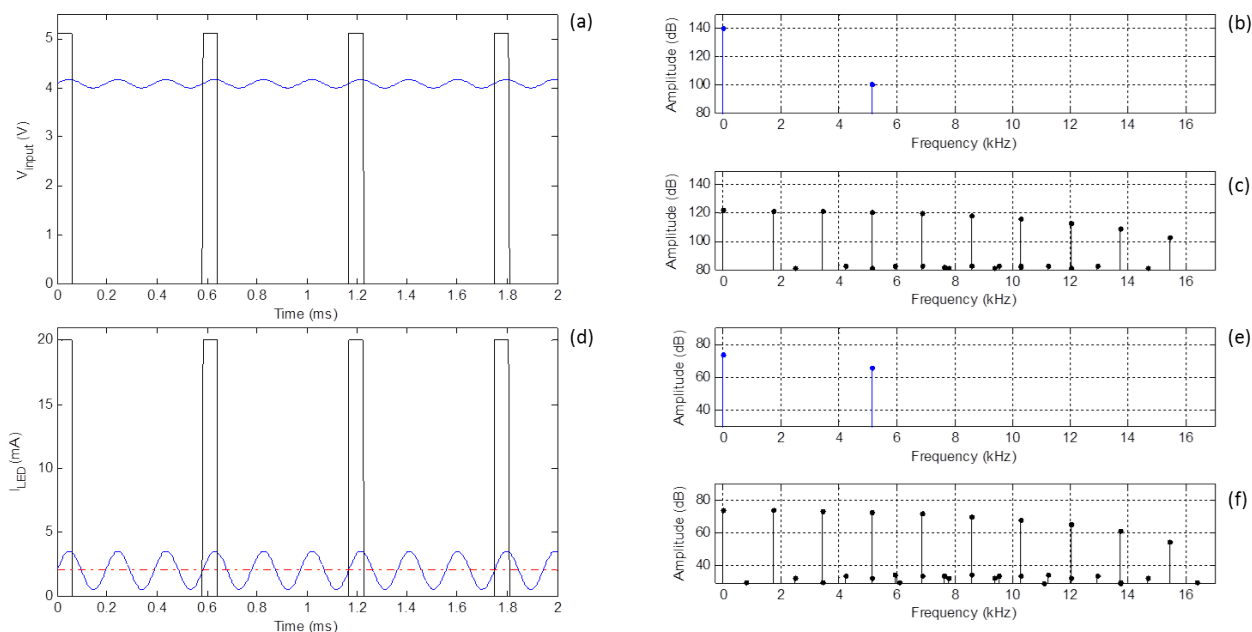 (a)
5
4
3
2
1
0
V_input (V)
0 0.2 0.4 0.6 0.8 1 1.2 1.4 1.6 1.8 2
Time (ms)
(d)
20
15
10
5
0
I_LED (mA)
0 0.2 0.4 0.6 0.8 1 1.2 1.4 1.6 1.8 2
Time (ms)
(b)
140
120
100
80
Amplitude (dB)
0 2 4 6 8 10 12 14 16
Frequency (kHz)
(c)
140
120
100
80
Amplitude (dB)
0 2 4 6 8 10 12 14 16
Frequency (kHz)
(e)
80
60
40
Amplitude (dB)
0 2 4 6 8 10 12 14 16
Frequency (kHz)
(f)
80
60
40
Amplitude (dB)
0 2 4 6 8 10 12 14 16
Frequency (kHz)